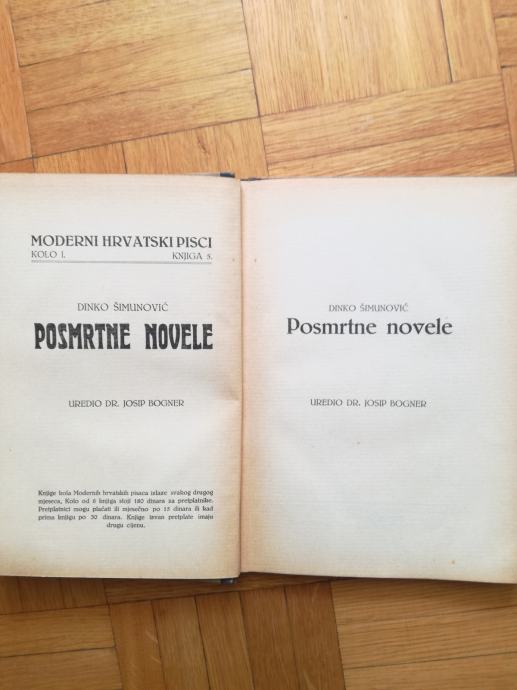 MODERNI HRVATSKI PISCI
KOLO I. KNJIGA 5.
DINKO ŠIMUNOVIĆ
POSMRTNE NOVELE
UREDIO DR. JOSIP BOGNER
Knjige kola Modernih hrvatskih pisaca izlaze svakog drugog
mjeseca, Kolo od 6 knjiga stoji 180 dinara za pretplatnike.
Pretplatnici mogu plaćati ili mjesečno po 15 dinara ili kad
prima knjigu po 30 dinara. Knjige izvan pretplate imaju
drugu cijenu.
DINKO ŠIMUNOVIĆ
Posmrtne novele
UREDIO DR. JOSIP BOGNER